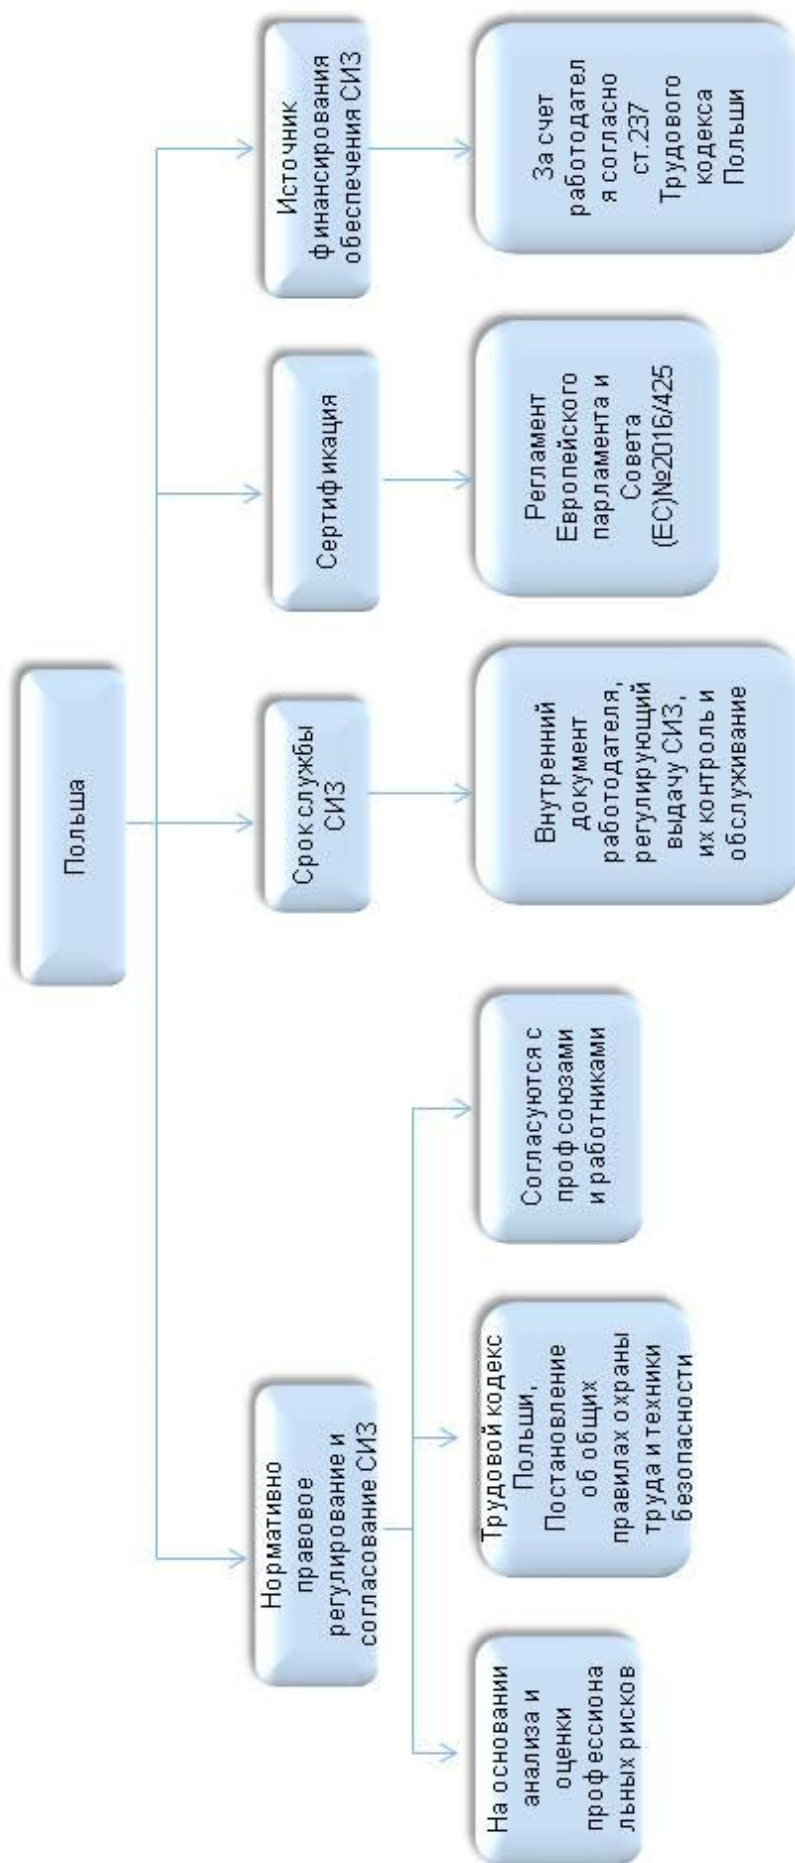 Польша
Нормативно
правовое
регулирование и
согласование СИЗ
Срок службы
СИЗ
Сертификация
Источник
финансирования
обеспечения СИЗ
На основании
анализа и
оценки
профессиона
льных рисков
Трудовой кодекс
Польши,
Постановление
об общих
правилах охраны
труда и техники
безопасности
Согласуются с
профсоюзами
и работниками
Внутренний
документ
работодателя,
регулирующий
выдачу СИЗ,
их контроль и
обслуживание
Регламент
Европейского
парламента и
Совета
(ЕС)№2016/425
За счет
работодател
я согласно
ст.237
Трудового
кодекса
Польши